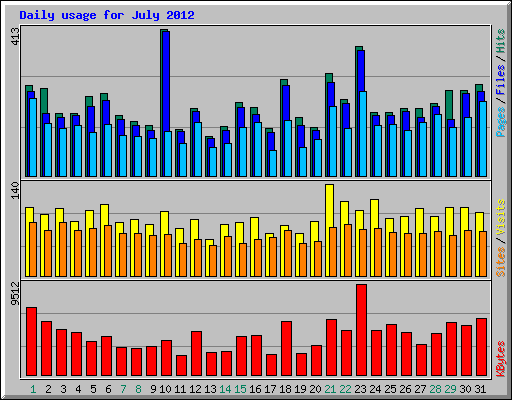 Daily usage for July 2012
413
Pages / Files / Hits
140
Sites / Visits
9512
KBytes
1 2 3 4 5 6 7 8 9 10 11 12 13 14 15 16 17 18 19 20 21 22 23 24 25 26 27 28 29 30 31